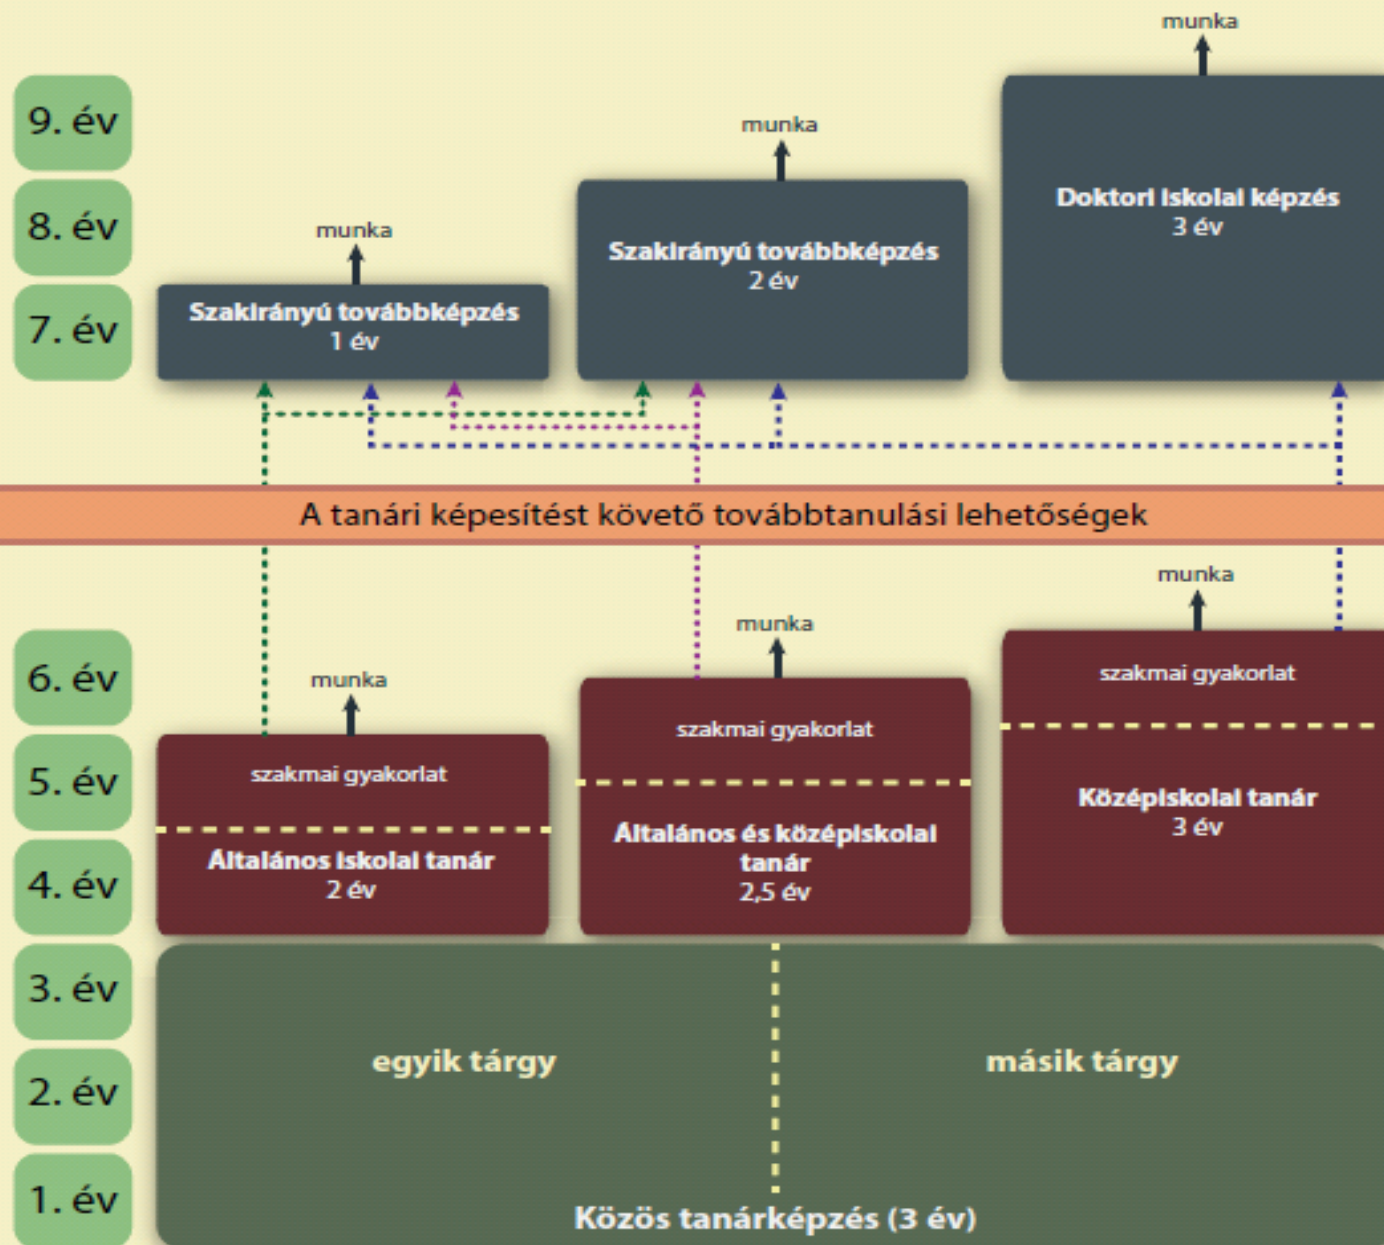 munka
9. év
munka
Doktori iskolai képzés
3 év
8. év
munka
Szakirányú továbbképzés
2 év
7. év
Szakirányú továbbképzés
1 év
A tanári képesítést követő továbbtanulási lehetőségek
munka
munka
6. év
munka
szakmai gyakorlat
szakmai gyakorlat
5. év
szakmai gyakorlat
Középiskolai tanár
3 év
Általános és középiskolai
tanár
2,5 év
4. év
Általános iskolai tanár
2 év
3. év
egyik tárgy
másik tárgy
2. év
1. év
Közös tanárképzés (3 év)